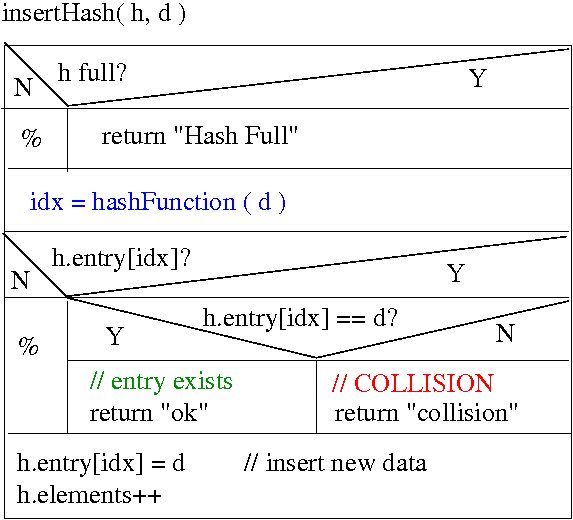 insertHash( h, d )
h full?
N
Y
%
return "Hash Full"
idx = hashFunction ( d )
h.entry[idx]?
N
Y
h.entry[idx] == d?
%
Y
N
// entry exists
// COLLISION
return "ok"
return "collision"
h.entry[idx] = d // insert new data
h.elements++